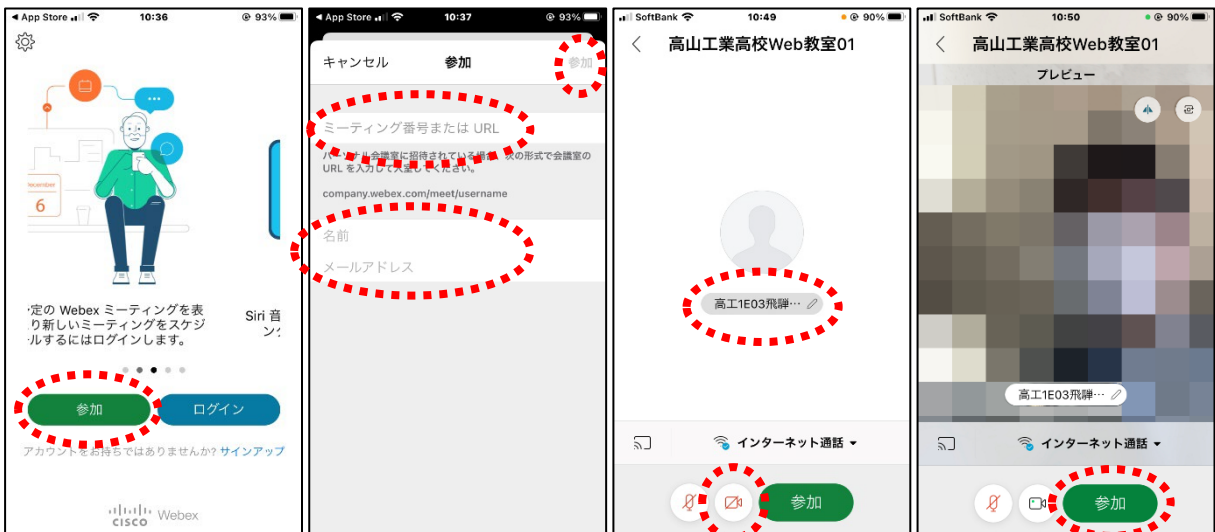 App Store
10:36
93%
December
6
定の Webex ミーティングを表
り新しいミーティングをスケジ
ルするにはログインします。
Siri 音
ング
参加
ログイン
アカウントをお持ちではありませんか? サインアップ
cisco Webex
App Store
10:37
93%
キャンセル
参加
参加
ミーティング番号または URL
パーソナル会議室に招待されている場合、次の形式で会議室の
URL を入力して入室してください。
company.webex.com/meet/username
名前
メールアドレス
SoftBank
10:49
90%
高山工業高校Web教室01
高工1E03飛騨…
インターネット通話
参加
SoftBank
10:50
90%
高山工業高校Web教室01
プレビュー
高工1E03飛騨…
インターネット通話
参加